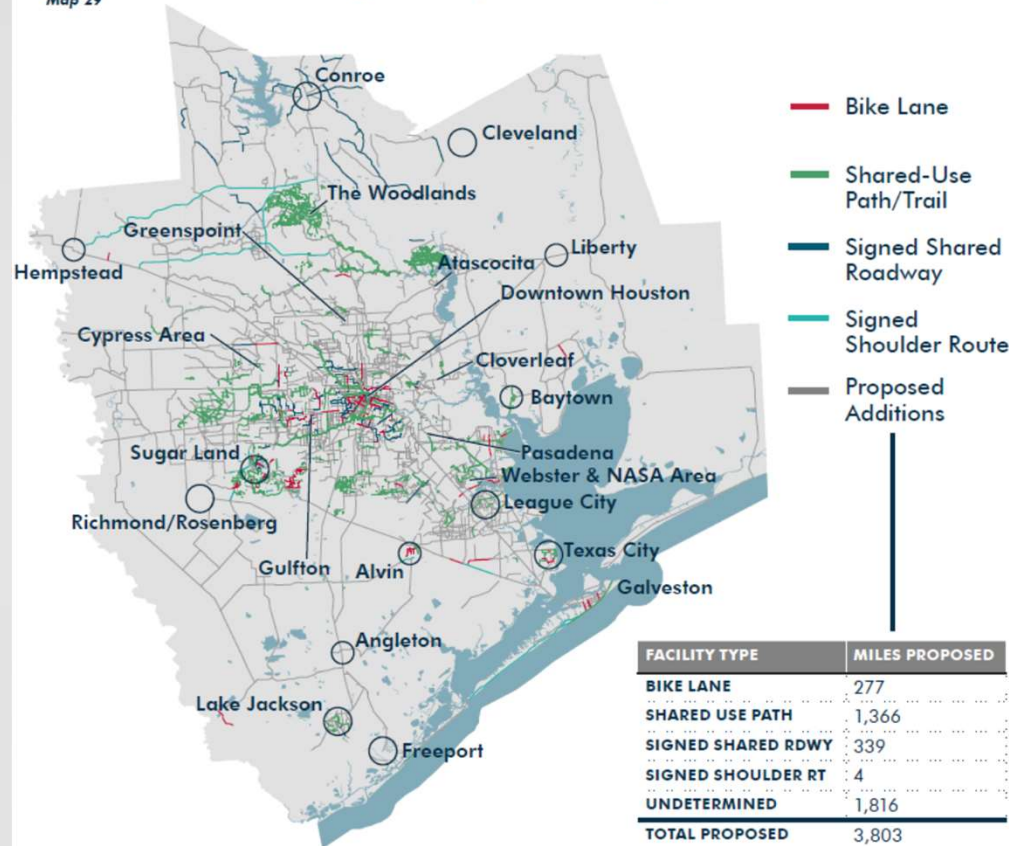 Map 29
Conroe
Cleveland
The Woodlands
Greenspoint
Liberty
Hempstead
Atascocita
Downtown Houston
Cypress Area
Cloverleaf
Baytown
Sugar Land
Pasadena
Webster & NASA Area
League City
Richmond/Rosenberg
Gulfton
Alvin
Texas City
Galveston
Angleton
Lake Jackson
Freeport
Bike Lane
Shared-Use
Path/Trail
Signed Shared
Roadway
Signed
Shoulder Route
Proposed
Additions
FACILITY TYPE MILES PROPOSED
BIKE LANE 277
SHARED USE PATH 1,366
SIGNED SHARED RDWY 339
SIGNED SHOULDER RT 4
UNDETERMINED 1,816
TOTAL PROPOSED 3,803